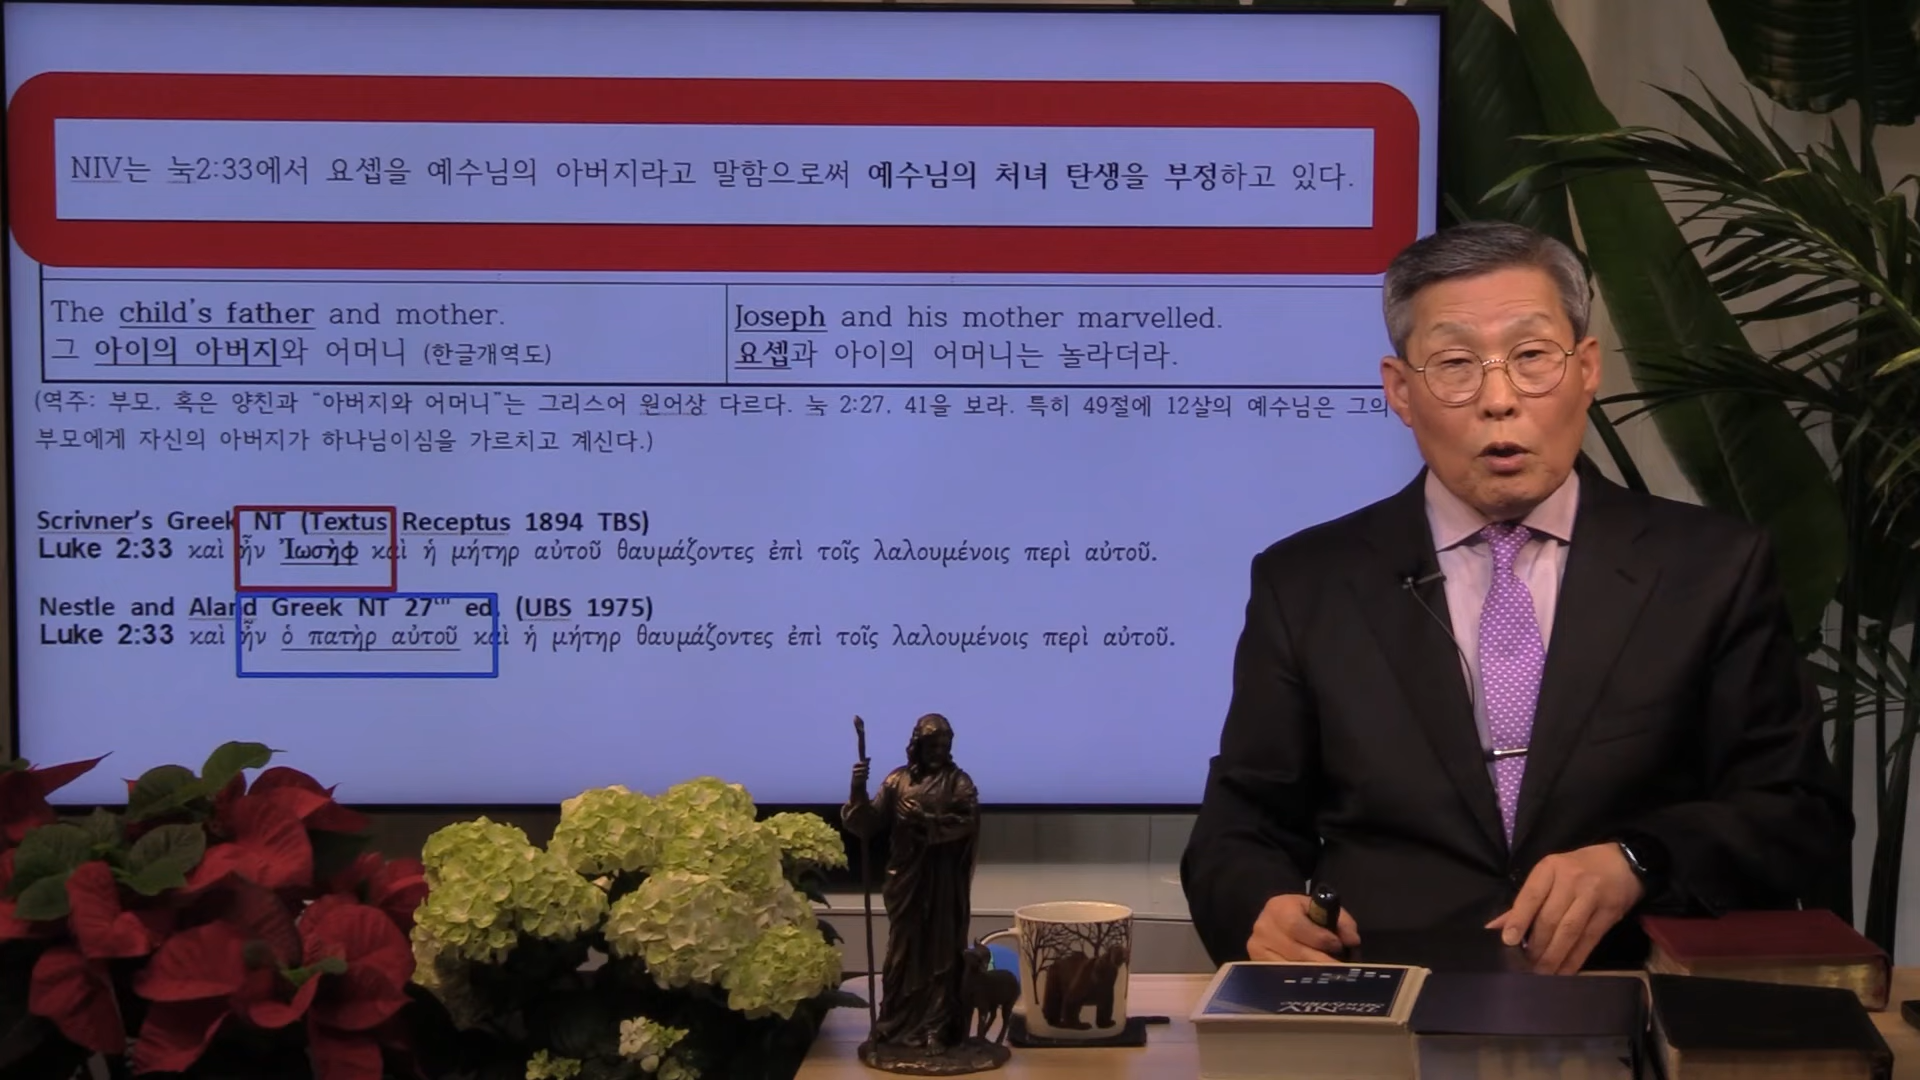 NIV는 눅2:33에서 요셉을 예수님의 아버지라고 말함으로써 예수님의 처녀 탄생을 부정하고 있다.
The child's father and mother.
그 아이의 아버지와 어머니 (한글개역도)
Joseph and his mother marvelled.
요셉과 아이의 어머니는 놀라더라.
(역주: 부모, 혹은 양친과 "아버지와 어머니"는 그리스어 원어상 다르다. 눅 2:27, 41을 보라. 특히 49절에 12살의 예수님은 그의
부모에게 자신의 아버지가 하나님이심을 가르치고 계신다.)
Scrivner's Greek NT (Textus Receptus 1894 TBS)
Luke 2:33 καὶ ἦν Ἰωσὴφ καὶ ἡ μήτηρ αὐτοῦ θαυμάζοντες ἐπὶ τοῖς λαλουμένοις περὶ αὐτοῦ.
Nestle and Aland Greek NT 27th ed. (UBS 1975)
Luke 2:33 καὶ ἦν ὁ πατὴρ αὐτοῦ καὶ ἡ μήτηρ θαυμάζοντες ἐπὶ τοῖς λαλουμένοις περὶ αὐτοῦ.
NIV